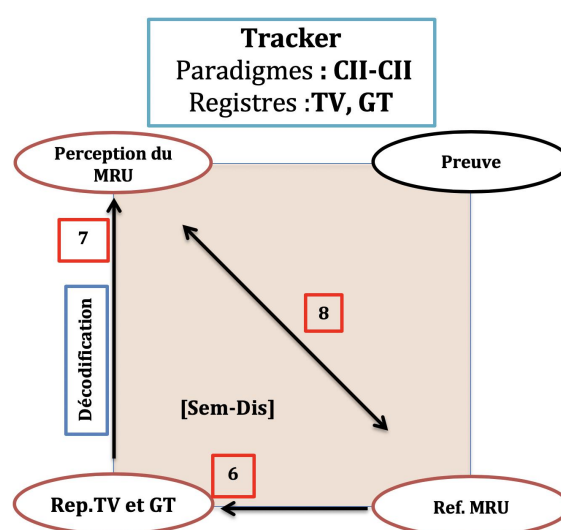 Tracker
Paradigmes : CII-CII
Registres :TV, GT
Perception du
MRU
Preuve
7
8
Décodification
[Sem-Dis]
6
Rep.TV et GT
Ref. MRU